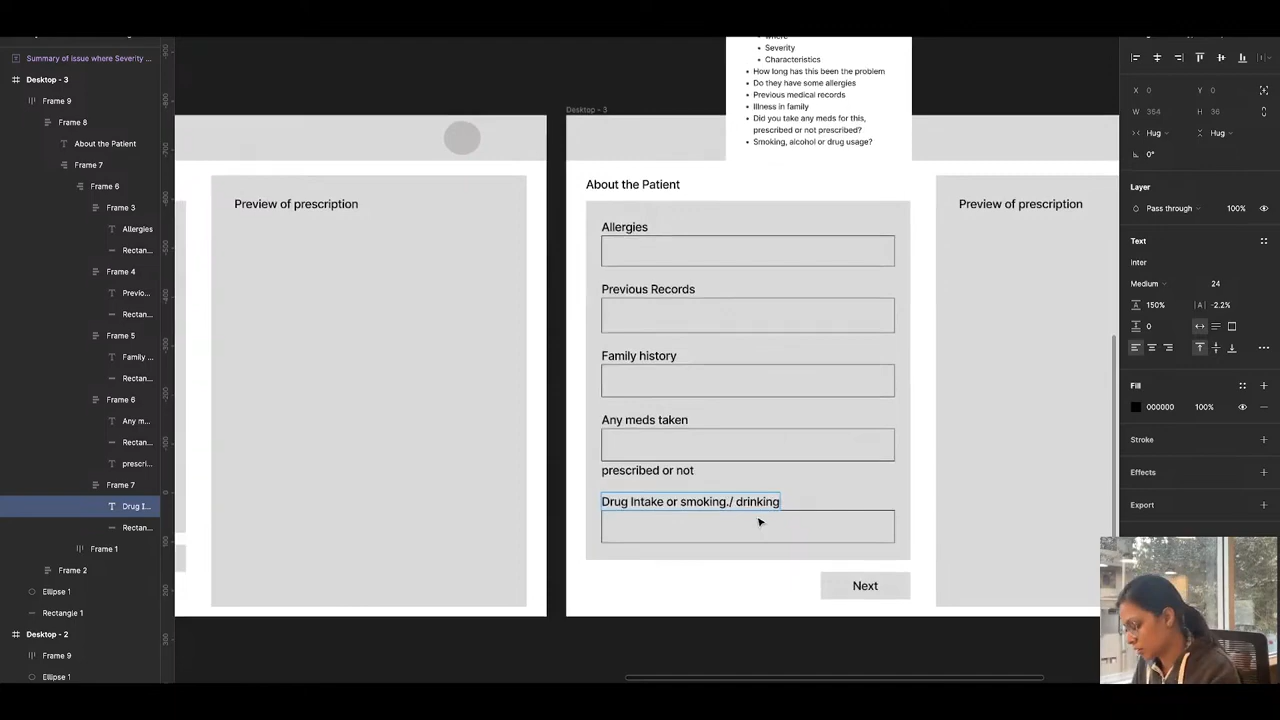 where
Severity
Characteristics
How long has this been the problem
Do they have some allergies
Previous medical records
Illness in family
Did you take any meds for this,
prescribed or not prescribed?
Smoking, alcohol or drug usage?
Summary of issue where Severity ...
Desktop - 3
Frame 9
Frame 8
About the Patient
Frame 7
Frame 6
Frame 3
Allergies
Rectan...
Frame 4
Previo...
Rectan...
Frame 5
Family ...
Rectan...
Frame 6
Any m...
Rectan...
prescri...
Frame 7
Drug I...
Rectan...
Frame 1
Frame 2
Ellipse 1
Rectangle 1
Desktop - 2
Frame 9
Ellipse 1
Preview of prescription
Desktop - 3
About the Patient
Allergies
Previous Records
Family history
Any meds taken
prescribed or not
Drug Intake or smoking./ drinking
Next
Preview of prescription
X 0 Y 0
W 354 H 36
Hug Hug
0°
Layer
Pass through 100%
Text
Inter
Medium 24
150% -2.2%
0
Fill
000000 100%
Stroke
Effects
Export